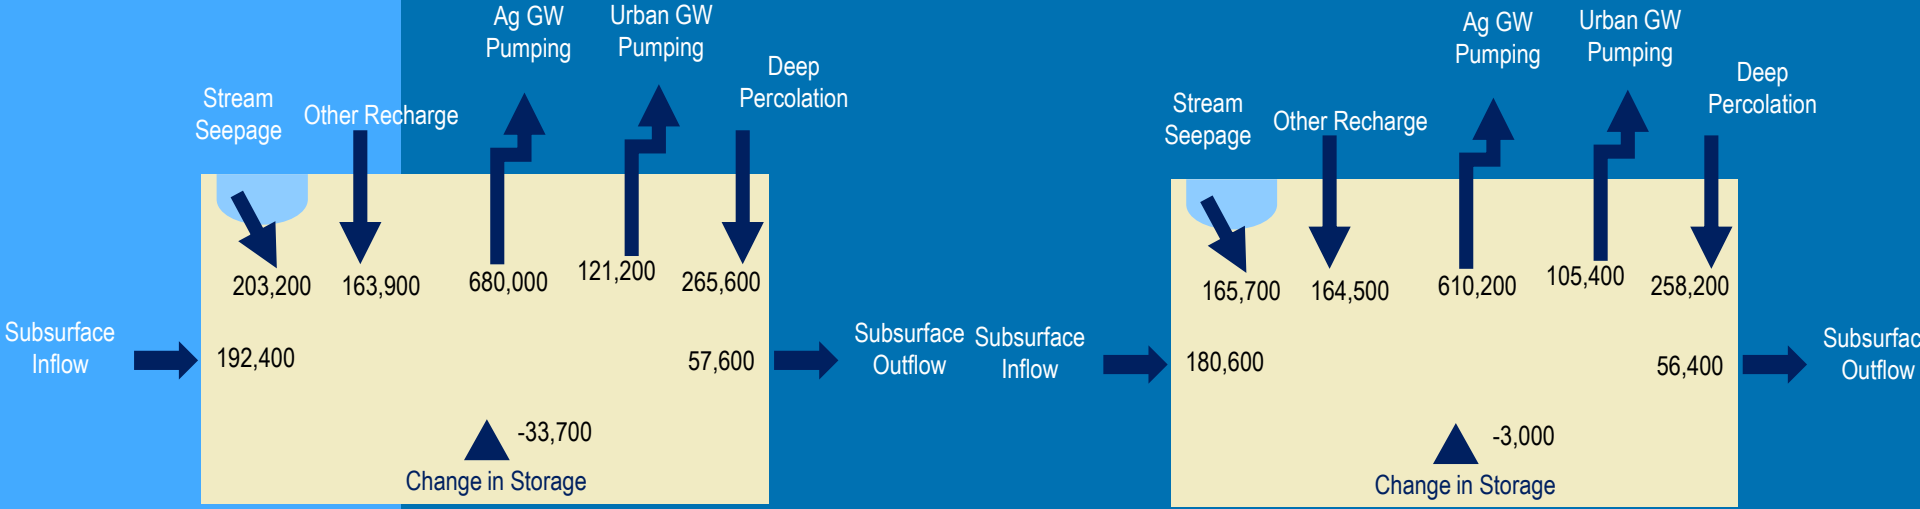 Ag GW
Pumping
Urban GW
Pumping
Deep
Percolation
Stream
Seepage
Other Recharge
203,200
163,900
680,000
121,200
265,600
Subsurface
Inflow
192,400
57,600
Subsurface
Outflow
-33,700
Change in Storage
Ag GW
Pumping
Urban GW
Pumping
Deep
Percolation
Stream
Seepage
Other Recharge
165,700
164,500
610,200
105,400
258,200
Subsurface
Inflow
180,600
56,400
Subsurfac
Outflow
-3,000
Change in Storage